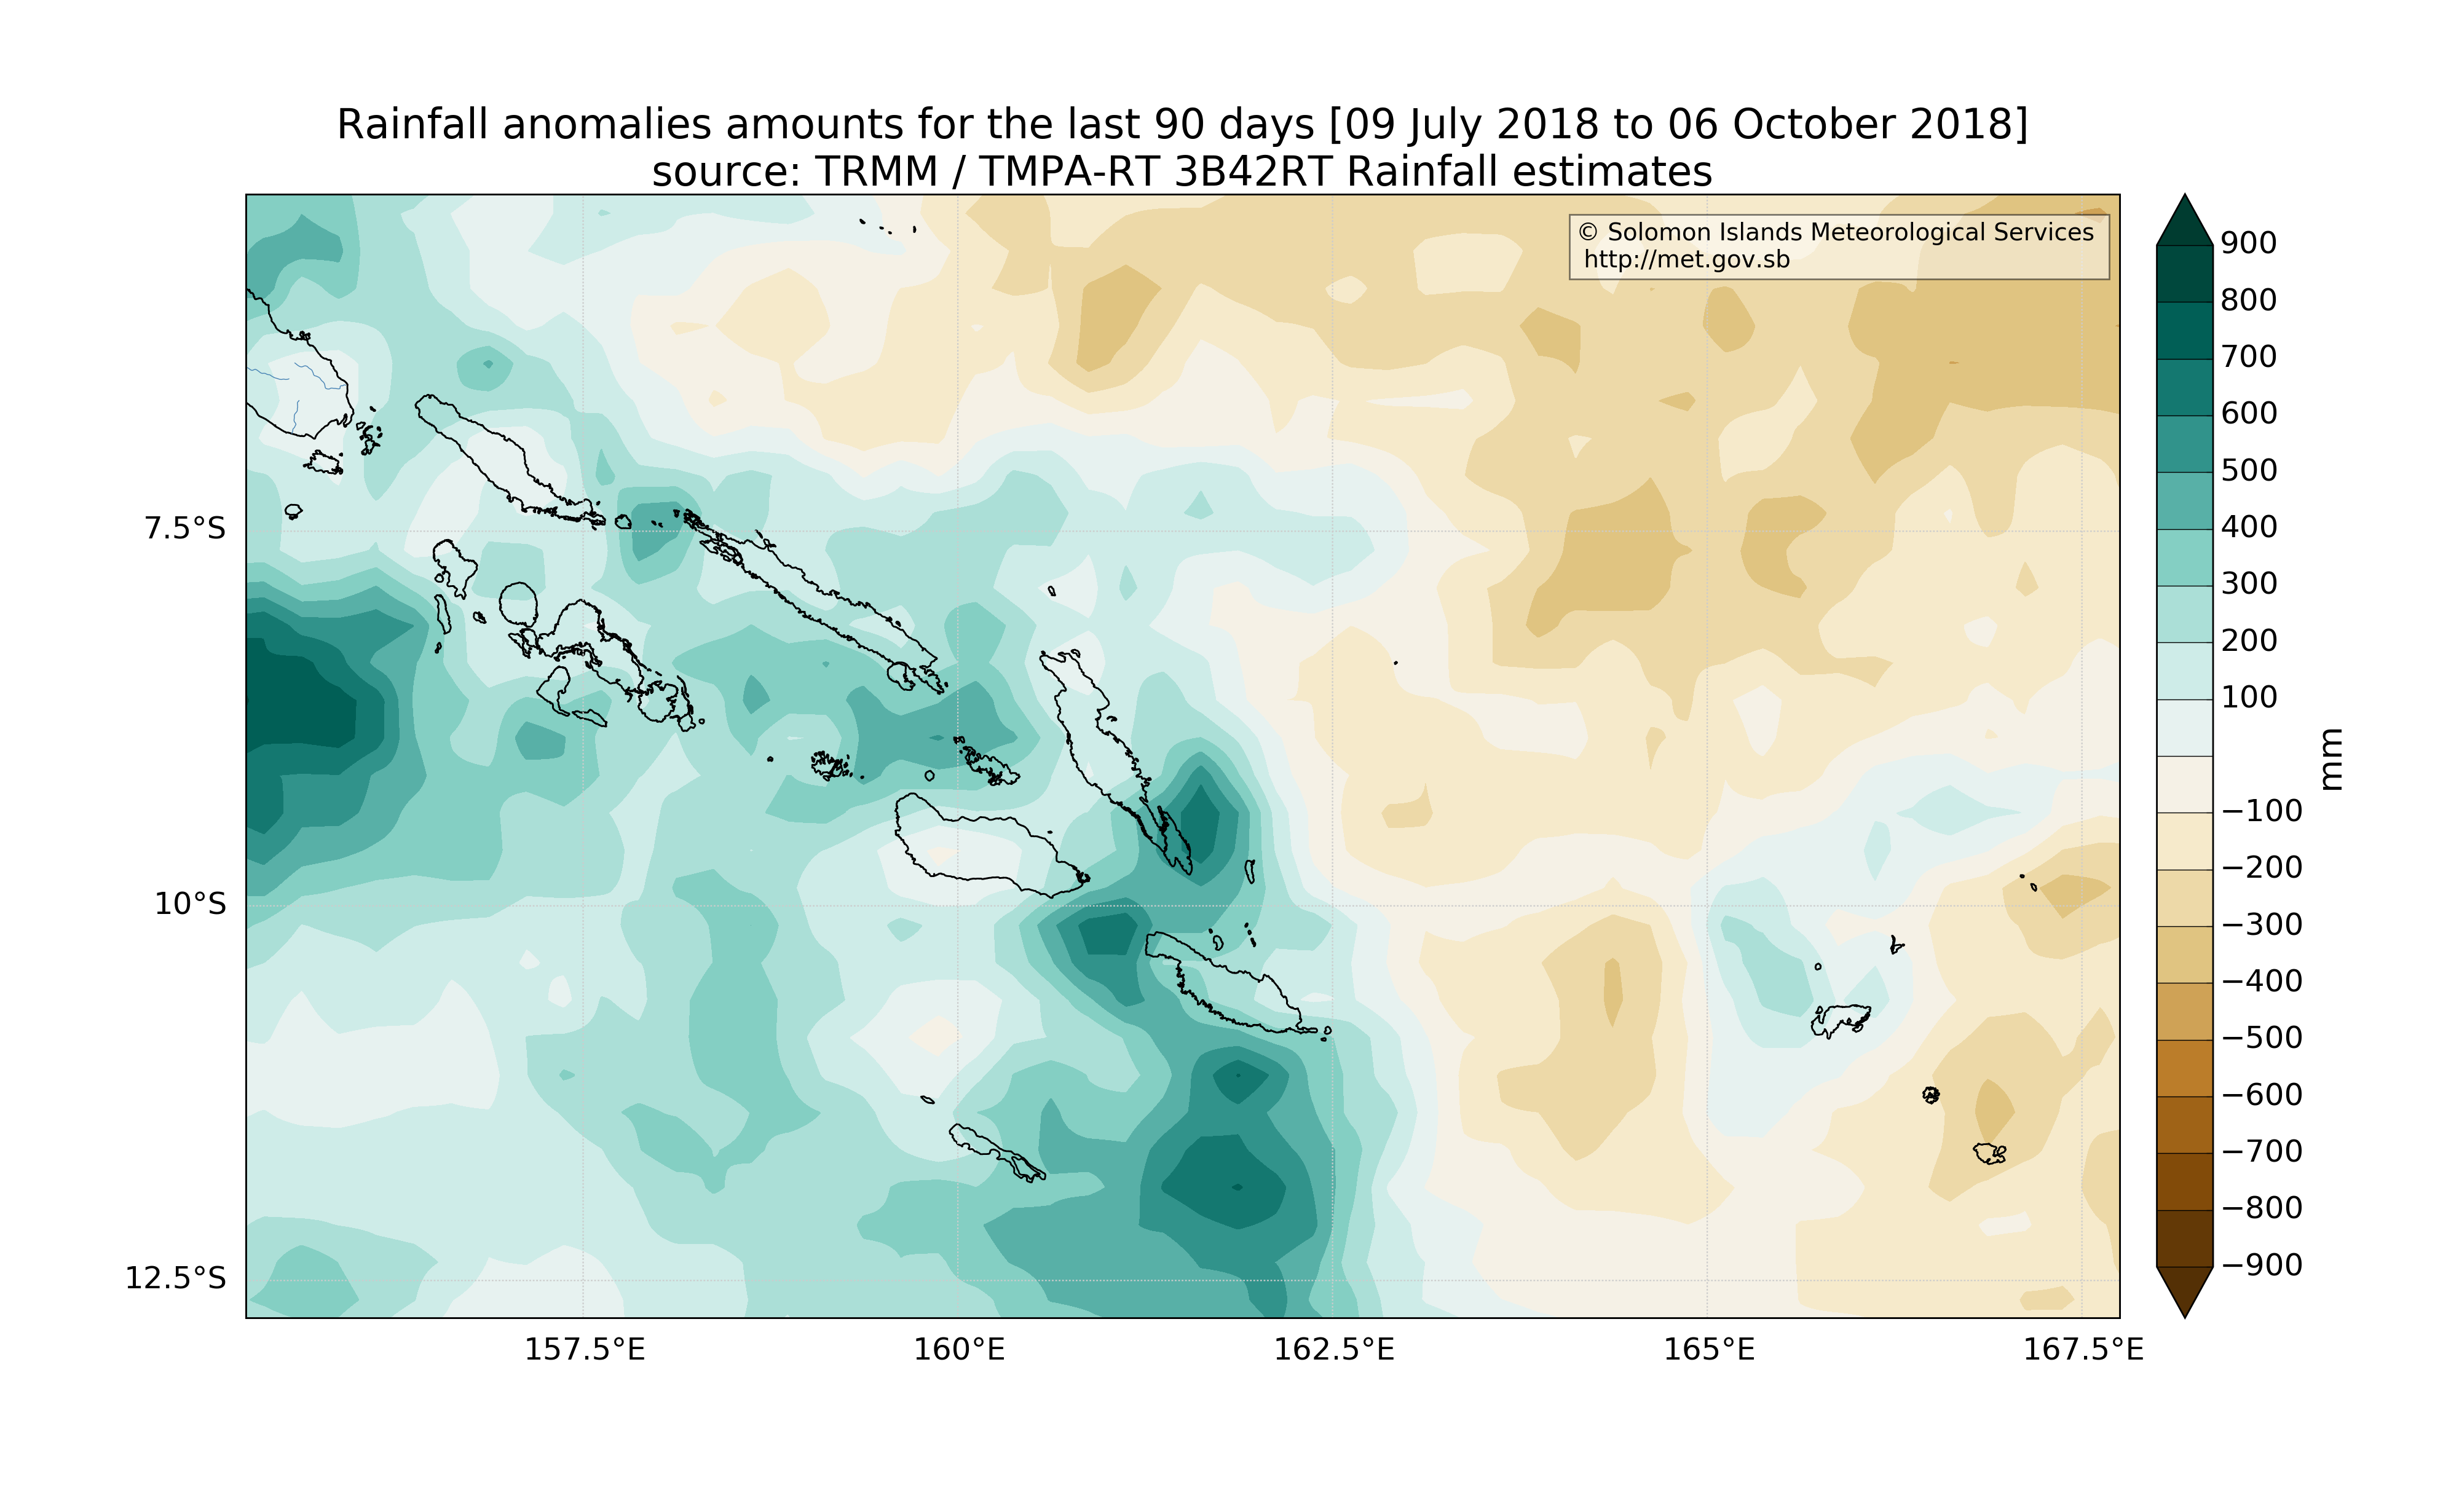 Rainfall anomalies amounts for the last 90 days [09 July 2018 to 06 October 2018]
source: TRMM / TMPA-RT 3B42RT Rainfall estimates
© Solomon Islands Meteorological Services
http://met.gov.sb
7.5°S
10°S
12.5°S
157.5°E
160°E
162.5°E
165°E
167.5°E
900
800
700
600
500
400
300
200
100
−100
−200
−300
−400
−500
−600
−700
−800
−900
mm